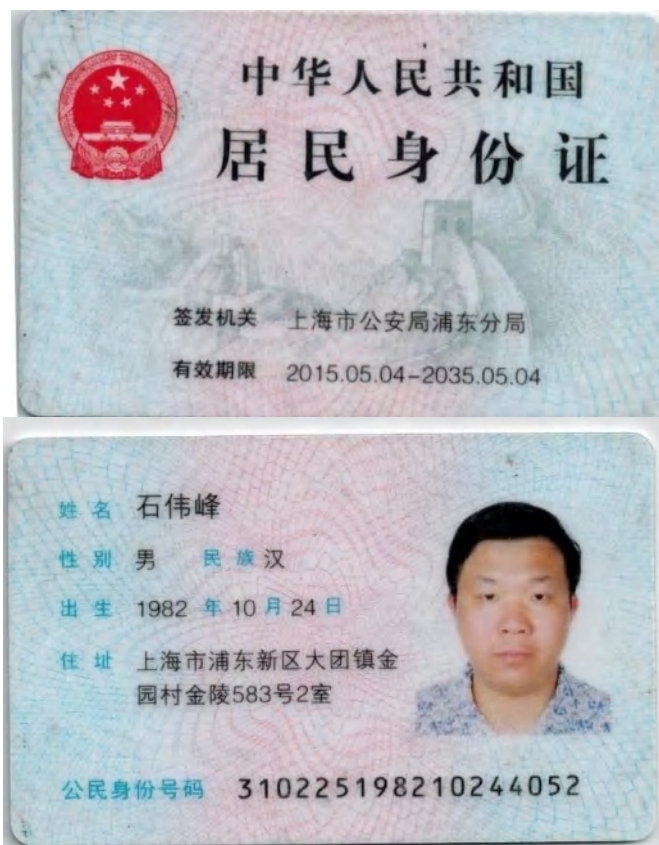 中华人民共和国
居民身份证
签发机关 上海市公安局浦东分局
有效期限 2015.05.04-2035.05.04
姓名 石伟峰
性别 男 民族 汉
出生 1982 年 10 月 24 日
住址 上海市浦东新区大团镇金
园村金陵583号2室
公民身份号码 310225198210244052